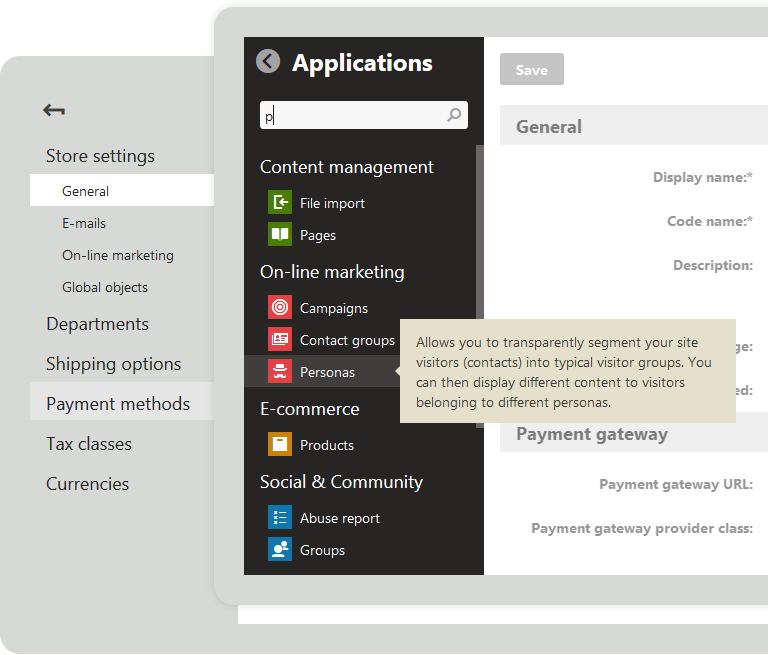 Store settings
General
E-mails
On-line marketing
Global objects
Departments
Shipping options
Payment methods
Tax classes
Currencies
Applications
p
Content management
File import
Pages
On-line marketing
Campaigns
Contact groups
Personas
E-commerce
Products
Social & Community
Abuse report
Groups
Allows you to transparently segment your site
visitors (contacts) into typical visitor groups. You
can then display different content to visitors
belonging to different personas.
Save
General
Display name:*
Code name:*
Description:
Payment gateway
Payment gateway URL:
Payment gateway provider class: